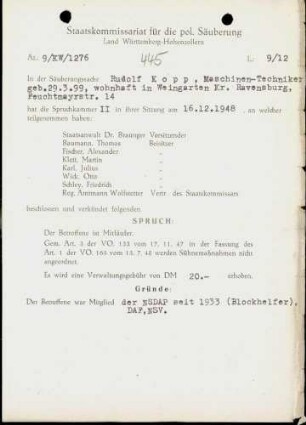 Staatskommissariat für die pol. Säuberung
Land Württemberg-Hohenzollern
Az. 9/KW/1276
445
L. 9/12
In der Säuberungssache Rudolf K o p p , Maschinen-Techniker
geb.29.3.99, wohnhaft in Weingarten Kr. Ravensburg,
Feuchtmayrstr. 14
hat die Spruchkammer II in ihrer Sitzung am 16.12.1948 , an welcher
teilgenommen haben:
Staatsanwalt Dr. Braunger Vorsitzender
Baumann, Thomas Beisitzer
Fischer, Alexander "
Klett, Martin "
Karl, Julius "
Wick, Otto "
Schley, Friedrich "
Reg. Amtmann Wolfsteiner Vertr. des Staatskommissars
beschlossen und verkündet folgenden
SPRUCH:
Der Betroffene ist Mitläufer.
Gem. Art. 3 der VO. 133 vom 17. 11. 47 in der Fassung des
Art. 1 der VO. 165 vom 13. 7. 48 werden Sühnemaßnahmen nicht
angeordnet.
Es wird eine Verwaltungsgebühr von DM 20.- erhoben.
Gründe:
Der Betroffene war Mitglied der NSDAP seit 1933 (Blockhelfer),
DAF,NSV.